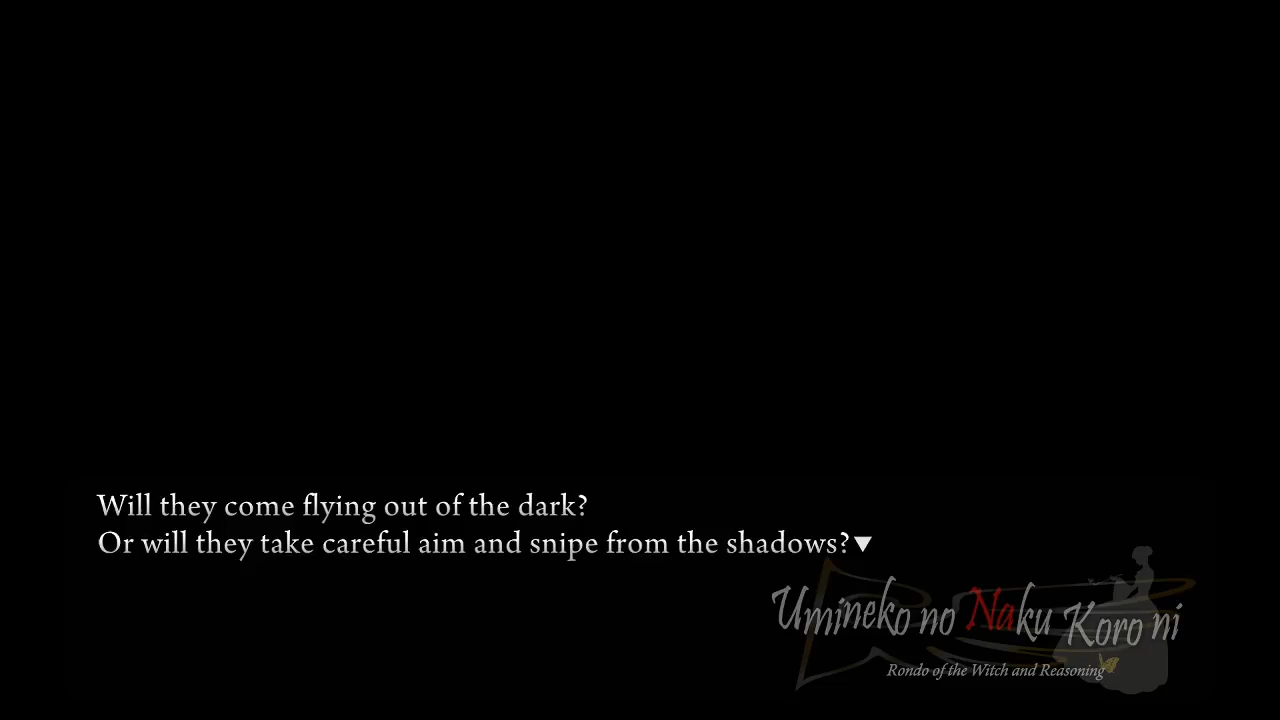 Will they come flying out of the dark?
Or will they take careful aim and snipe from the shadows?
Umineko no Naku Koro ni
Rondo of the Witch and Reasoning